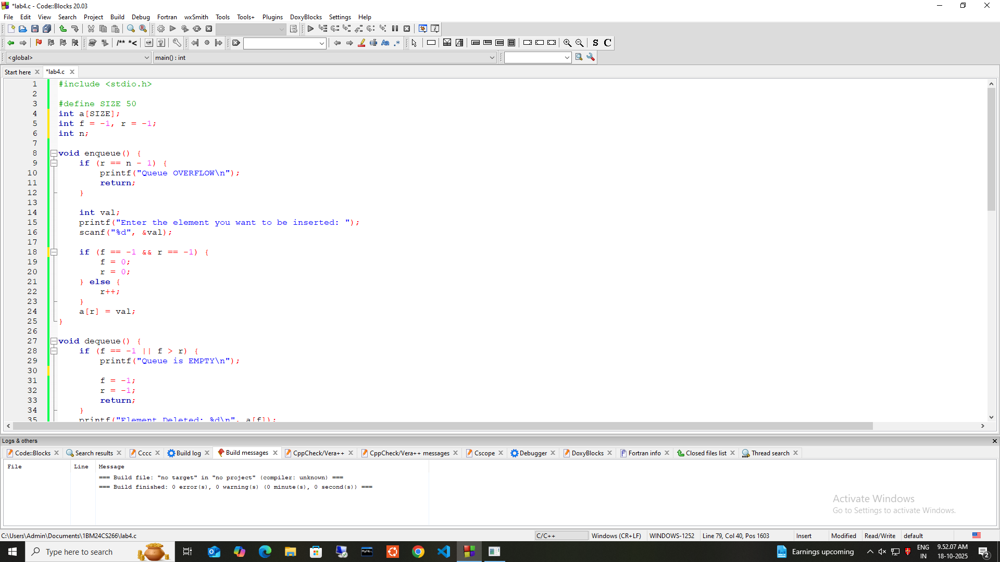 *lab4.c - Code::Blocks 20.03
File Edit View Search Project Build Debug Fortran wxSmith Tools Tools+ Plugins DoxyBlocks Settings Help
/** *<
Aa .*
S C
<global> main() : int
Start here *lab4.c
1 #include <stdio.h>
2
3 #define SIZE 50
4 int a[SIZE];
5 int f = -1, r = -1;
6 int n;
7
8 void enqueue() {
9 if (r == n - 1) {
10 printf("Queue OVERFLOW\n");
11 return;
12 }
13
14 int val;
15 printf("Enter the element you want to be inserted: ");
16 scanf("%d", &val);
17
18 if (f == -1 && r == -1) {
19 f = 0;
20 r = 0;
21 } else {
22 r++;
23 }
24 a[r] = val;
25 }
26
27 void dequeue() {
28 if (f == -1 || f > r) {
29 printf("Queue is EMPTY\n");
30
31 f = -1;
32 r = -1;
33 return;
34 }
35 printf("Element Deleted: %d\n", a[f]);
Logs & others
Code::Blocks Search results Cccc Build log Build messages CppCheck/Vera++ CppCheck/Vera++ messages Cscope Debugger DoxyBlocks Fortran info Closed files list Thread search
File Line Message
=== Build file: "no target" in "no project" (compiler: unknown) ===
=== Build finished: 0 error(s), 0 warning(s) (0 minute(s), 0 second(s)) ===
Activate Windows
Go to Settings to activate Windows.
C:\Users\Admin\Documents\1BM24CS266\lab4.c C/C++ Windows (CR+LF) WINDOWS-1252 Line 79, Col 40, Pos 1603 Insert Modified Read/Write default
Type here to search
Earnings upcoming
ENG
IN
9.52.07 AM
18-10-2025
2